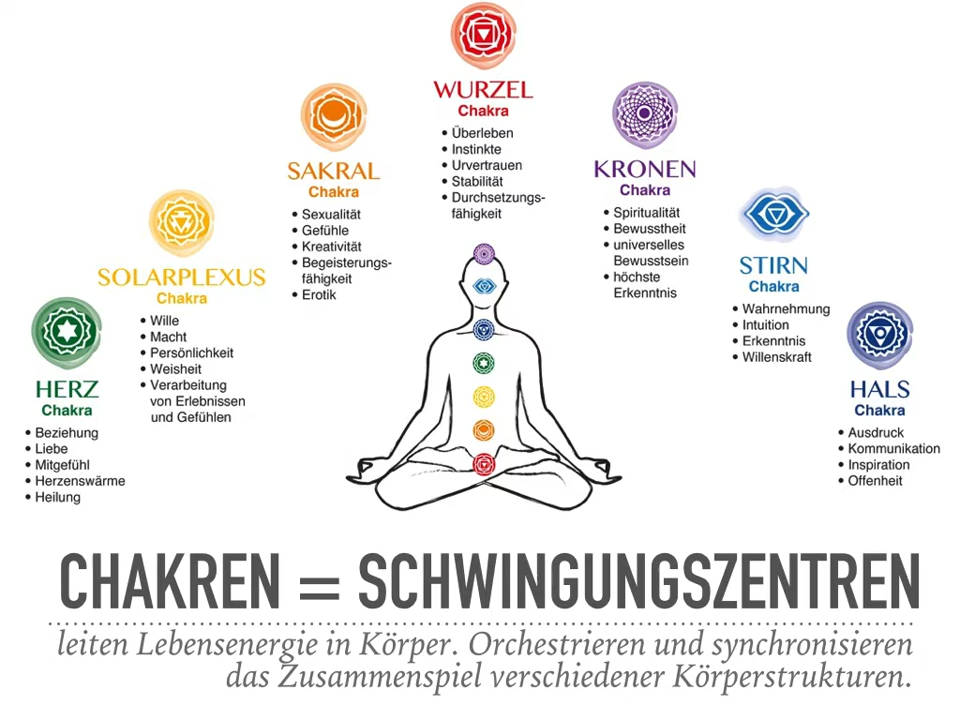 WURZEL
Chakra
• Überleben
• Instinkte
• Urvertrauen
• Stabilität
• Durchsetzungs-
fähigkeit
SAKRAL
Chakra
• Sexualität
• Gefühle
• Kreativität
• Begeisterungs-
fähigkeit
• Erotik
KRONEN
Chakra
• Spiritualität
• Bewusstheit
• universelles
Bewusstsein
• höchste
Erkenntnis
SOLARPLEXUS
Chakra
• Wille
• Macht
• Persönlichkeit
• Weisheit
• Verarbeitung
von Erlebnissen
und Gefühlen
STIRN
Chakra
• Wahrnehmung
• Intuition
• Erkenntnis
• Willenskraft
HERZ
Chakra
• Beziehung
• Liebe
• Mitgefühl
• Herzenswärme
• Heilung
HALS
Chakra
• Ausdruck
• Kommunikation
• Inspiration
• Offenheit
CHAKREN = SCHWINGUNGSZENTREN
leiten Lebensenergie in Körper. Orchestrieren und synchronisieren
das Zusammenspiel verschiedener Körperstrukturen.